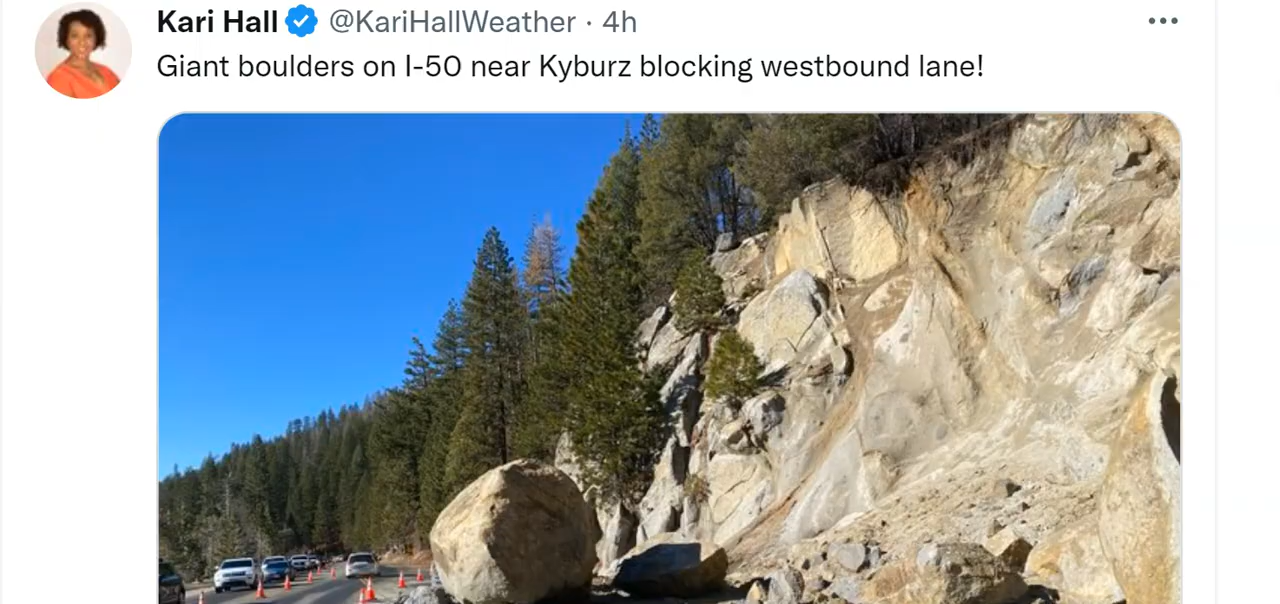 Kari Hall @KariHallWeather · 4h
Giant boulders on I-50 near Kyburz blocking westbound lane!